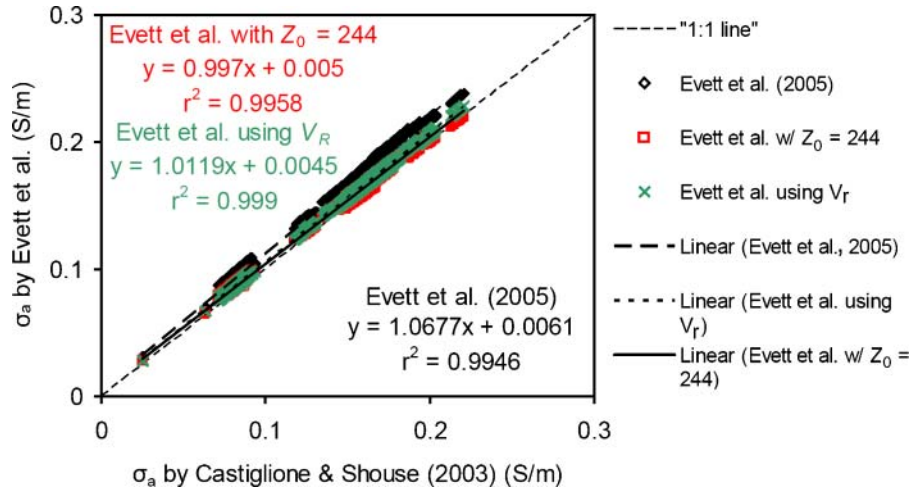 0.3
0.2
0.1
0
σa by Evett et al. (S/m)
Evett et al. with Z0 = 244
y = 0.997x + 0.005
r2 = 0.9958
Evett et al. using VR
y = 1.0119x + 0.0045
r2 = 0.999
Evett et al. (2005)
y = 1.0677x + 0.0061
r2 = 0.9946
0 0.1 0.2 0.3
σa by Castiglione & Shouse (2003) (S/m)
"1:1 line"
Evett et al. (2005)
Evett et al. w/ Z0 = 244
Evett et al. using Vr
Linear (Evett et al., 2005)
Linear (Evett et al. using
Vr)
Linear (Evett et al. w/ Z0 =
244)